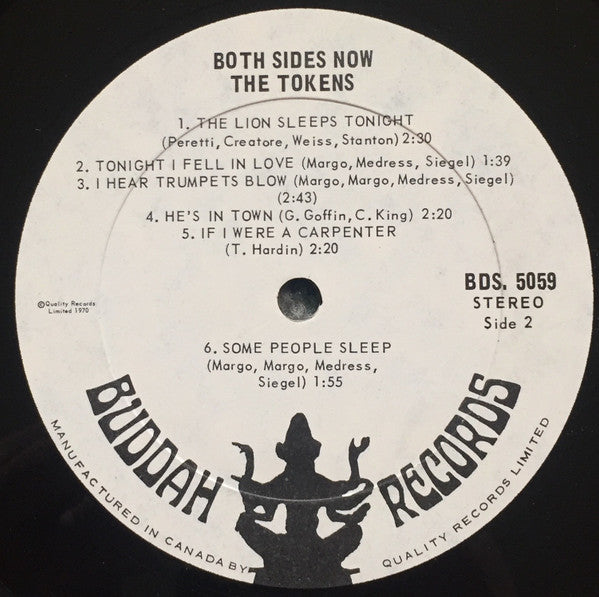 BOTH SIDES NOW
THE TOKENS
1. THE LION SLEEPS TONIGHT
(Peretti, Creatore, Weiss, Stanton) 2:30
2. TONIGHT I FELL IN LOVE (Margo, Medress, Siegel) 1:39
3. I HEAR TRUMPETS BLOW (Margo, Margo, Medress, Siegel)
(2:43)
4. HE'S IN TOWN (G. Goffin, C. King) 2:20
5. IF I WERE A CARPENTER
(T. Hardin) 2:20
BDS. 5059
STEREO
Side 2
©Quality Records
Limited 1970
6. SOME PEOPLE SLEEP
(Margo, Margo, Medress,
Siegel) 1:55
BUDDAH RECORDS
MANUFACTURED IN CANADA BY QUALITY RECORDS LIMITED